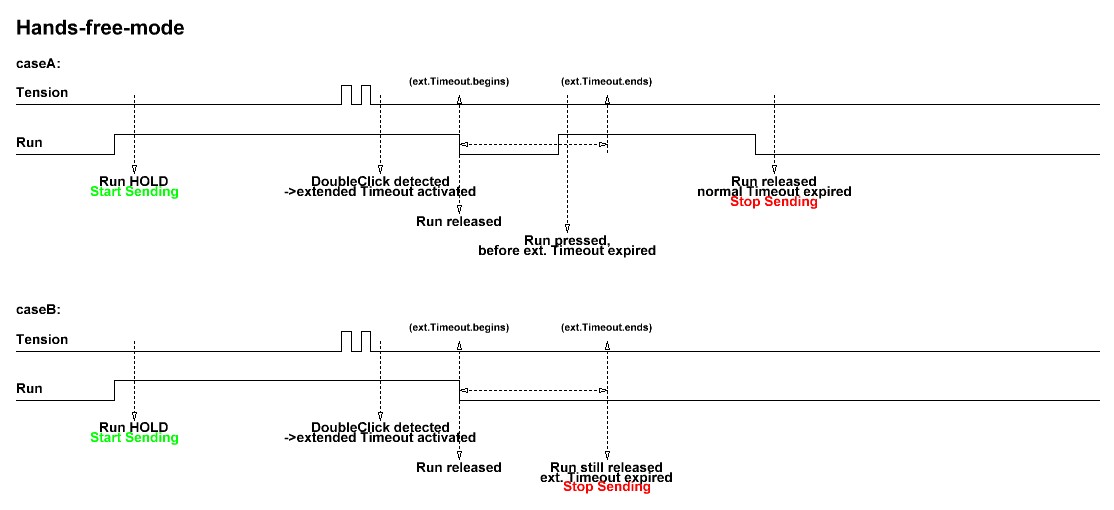 Hands-free-mode
caseA:
(ext.Timeout.begins) (ext.Timeout.ends)
Tension
Run
Run HOLD
Start Sending
DoubleClick detected
->extended Timeout activated
Run released
normal Timeout expired
Stop Sending
Run released
Run pressed,
before ext. Timeout expired
caseB:
(ext.Timeout.begins) (ext.Timeout.ends)
Tension
Run
Run HOLD
Start Sending
DoubleClick detected
->extended Timeout activated
Run released
Run still released
ext. Timeout expired
Stop Sending